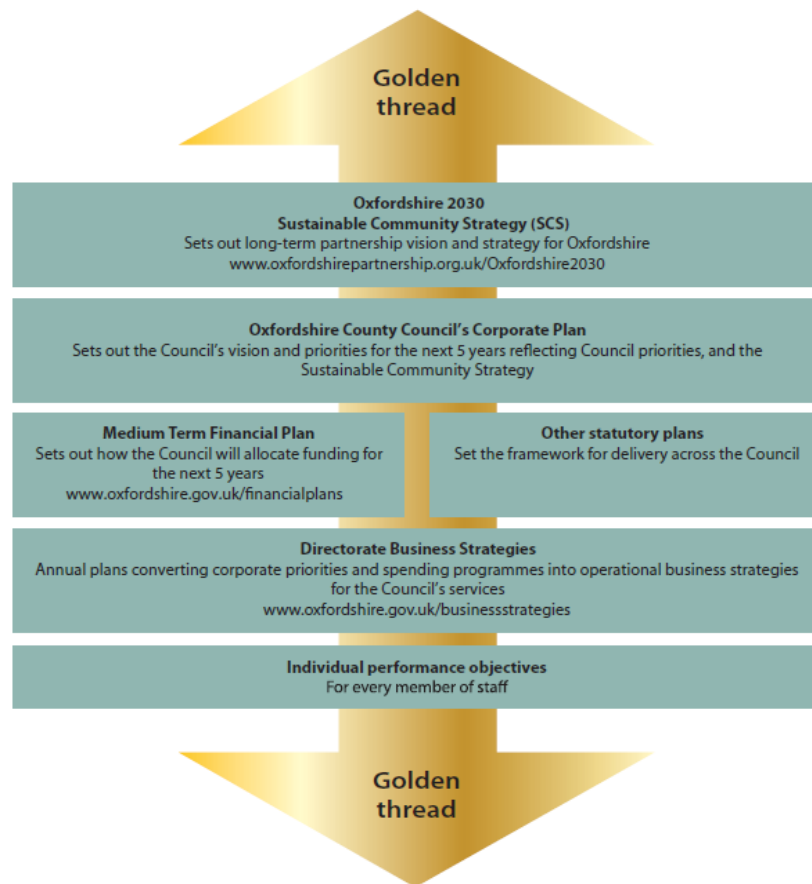 Golden
thread
Oxfordshire 2030
Sustainable Community Strategy (SCS)
Sets out long-term partnership vision and strategy for Oxfordshire
www.oxfordshirepartnership.org.uk/Oxfordshire2030
Oxfordshire County Council's Corporate Plan
Sets out the Council's vision and priorities for the next 5 years reflecting Council priorities, and the
Sustainable Community Strategy
Medium Term Financial Plan
Sets out how the Council will allocate funding for
the next 5 years
www.oxfordshire.gov.uk/financialplans
Other statutory plans
Set the framework for delivery across the Council
Directorate Business Strategies
Annual plans converting corporate priorities and spending programmes into operational business strategies
for the Council's services
www.oxfordshire.gov.uk/businessstrategies
Individual performance objectives
For every member of staff
Golden
thread